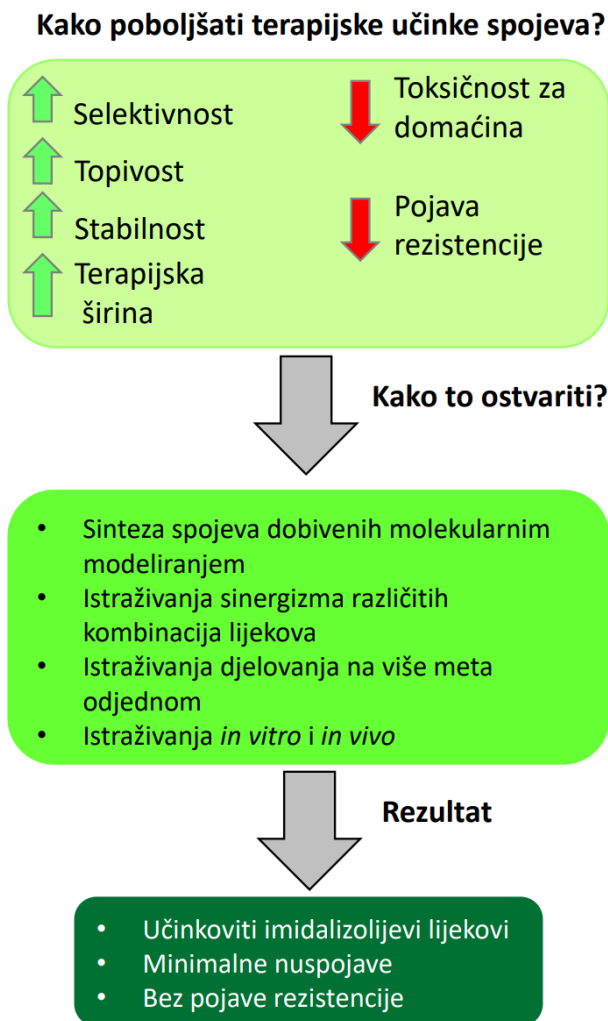 Kako poboljšati terapijske učinke spojeva?
Selektivnost
Topivost
Stabilnost
Terapijska
širina
Toksičnost za
domaćina
Pojava
rezistencije
Kako to ostvariti?
• Sinteza spojeva dobivenih molekularnim
modeliranjem
• Istraživanja sinergizma različitih
kombinacija lijekova
• Istraživanja djelovanja na više meta
odjednom
• Istraživanja in vitro i in vivo
Rezultat
• Učinkoviti imidalizolijevi lijekovi
• Minimalne nuspojave
• Bez pojave rezistencije